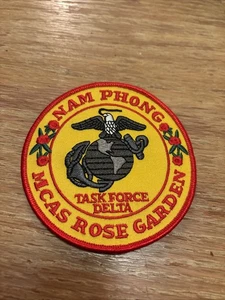 NAM PHONG
TASK FORCE
DELTA
MCAS ROSE GARDEN